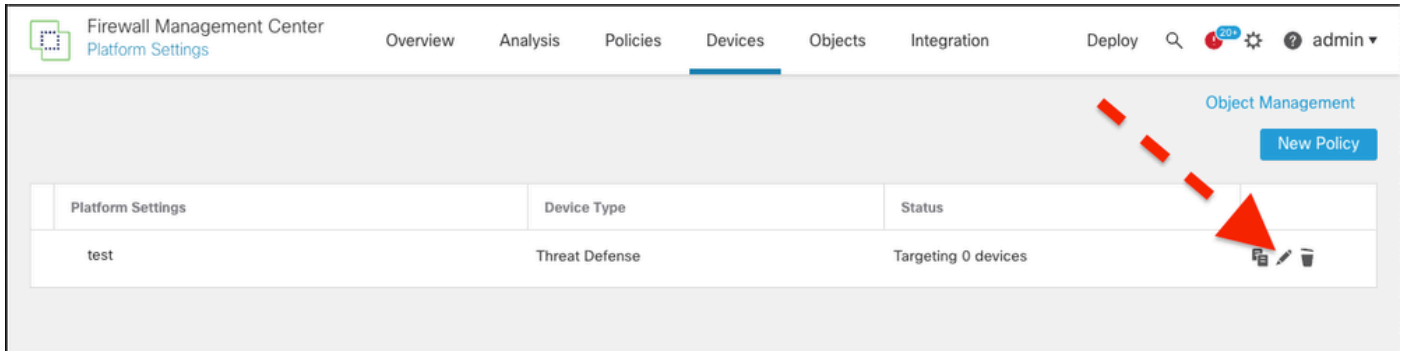 Firewall Management Center
Platform Settings
Overview Analysis Policies Devices Objects Integration Deploy 20+ admin
Object Management
New Policy
Platform Settings Device Type Status
test Threat Defense Targeting 0 devices